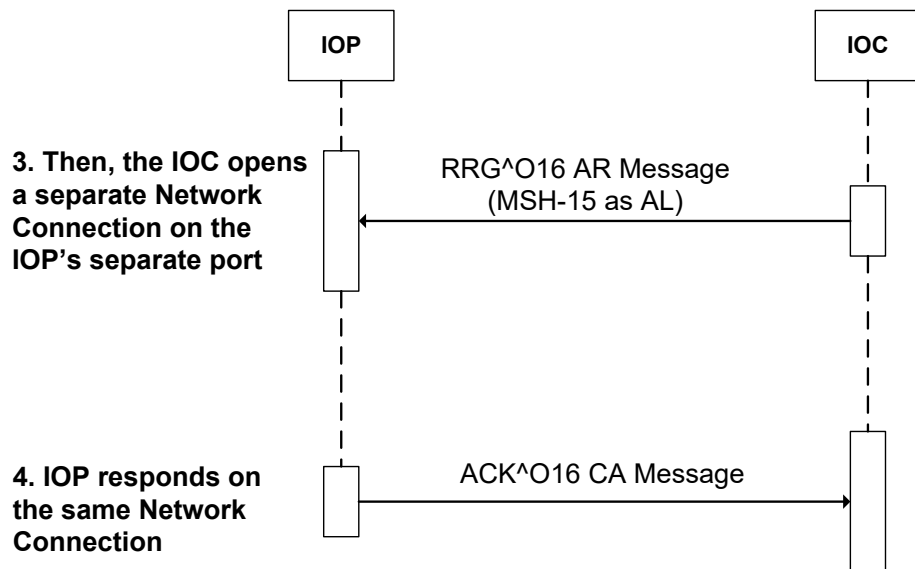 IOP
IOC
3. Then, the IOC opens
a separate Network
Connection on the
IOP’s separate port
RRG^O16 AR Message
(MSH-15 as AL)
4. IOP responds on
the same Network
Connection
ACK^O16 CA Message